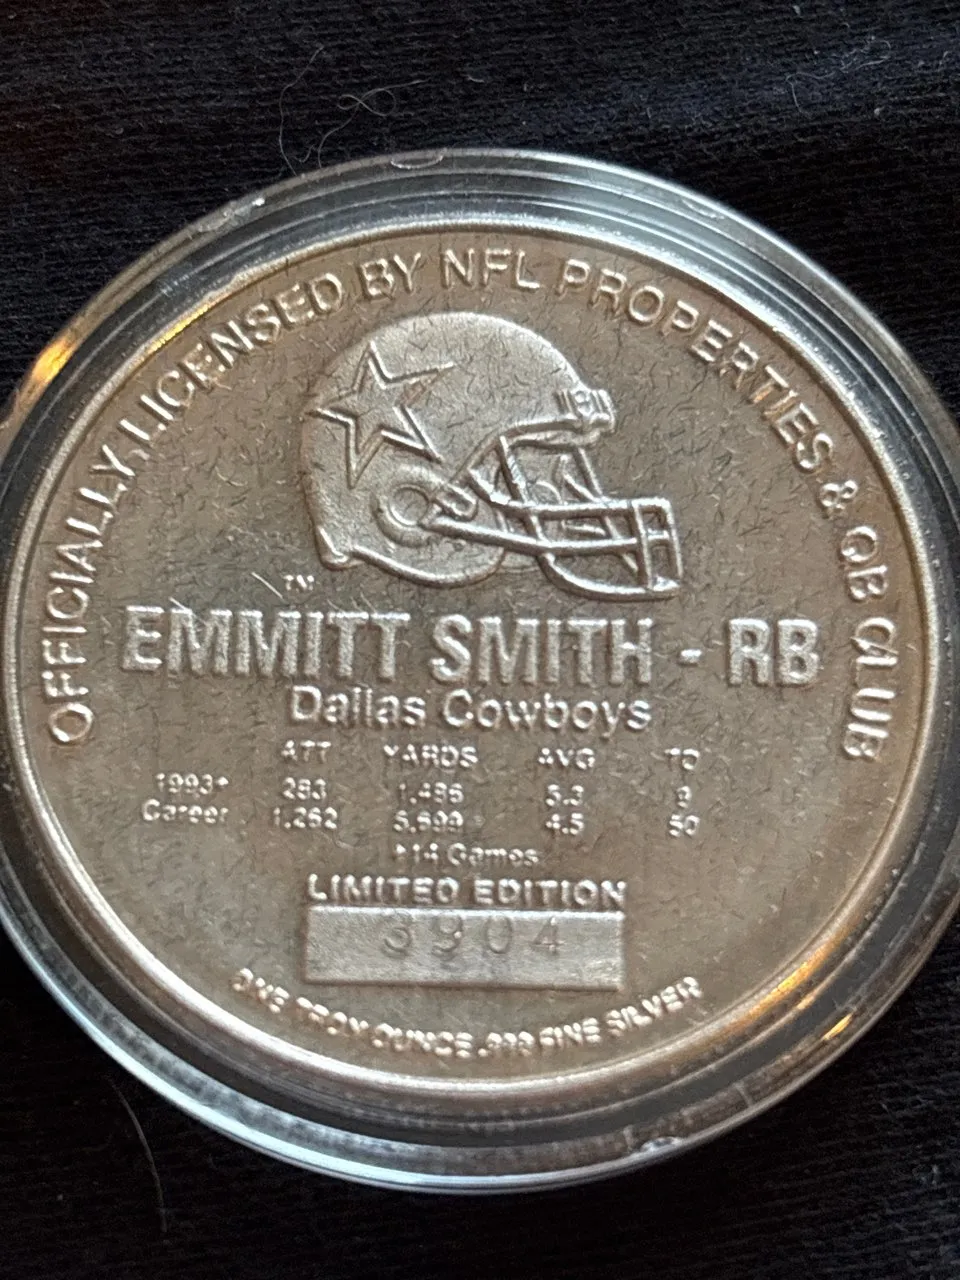 OFFICIALLY LICENSED BY NFL PROPERTIES & QB CLUB
TM
EMMITT SMITH - RB
Dallas Cowboys
ATT YARDS AVG TD
1993* 283 1,486 5.3 9
Career 1,262 5,699 4.5 50
*14 Games
LIMITED EDITION
3904
ONE TROY OUNCE .999 FINE SILVER